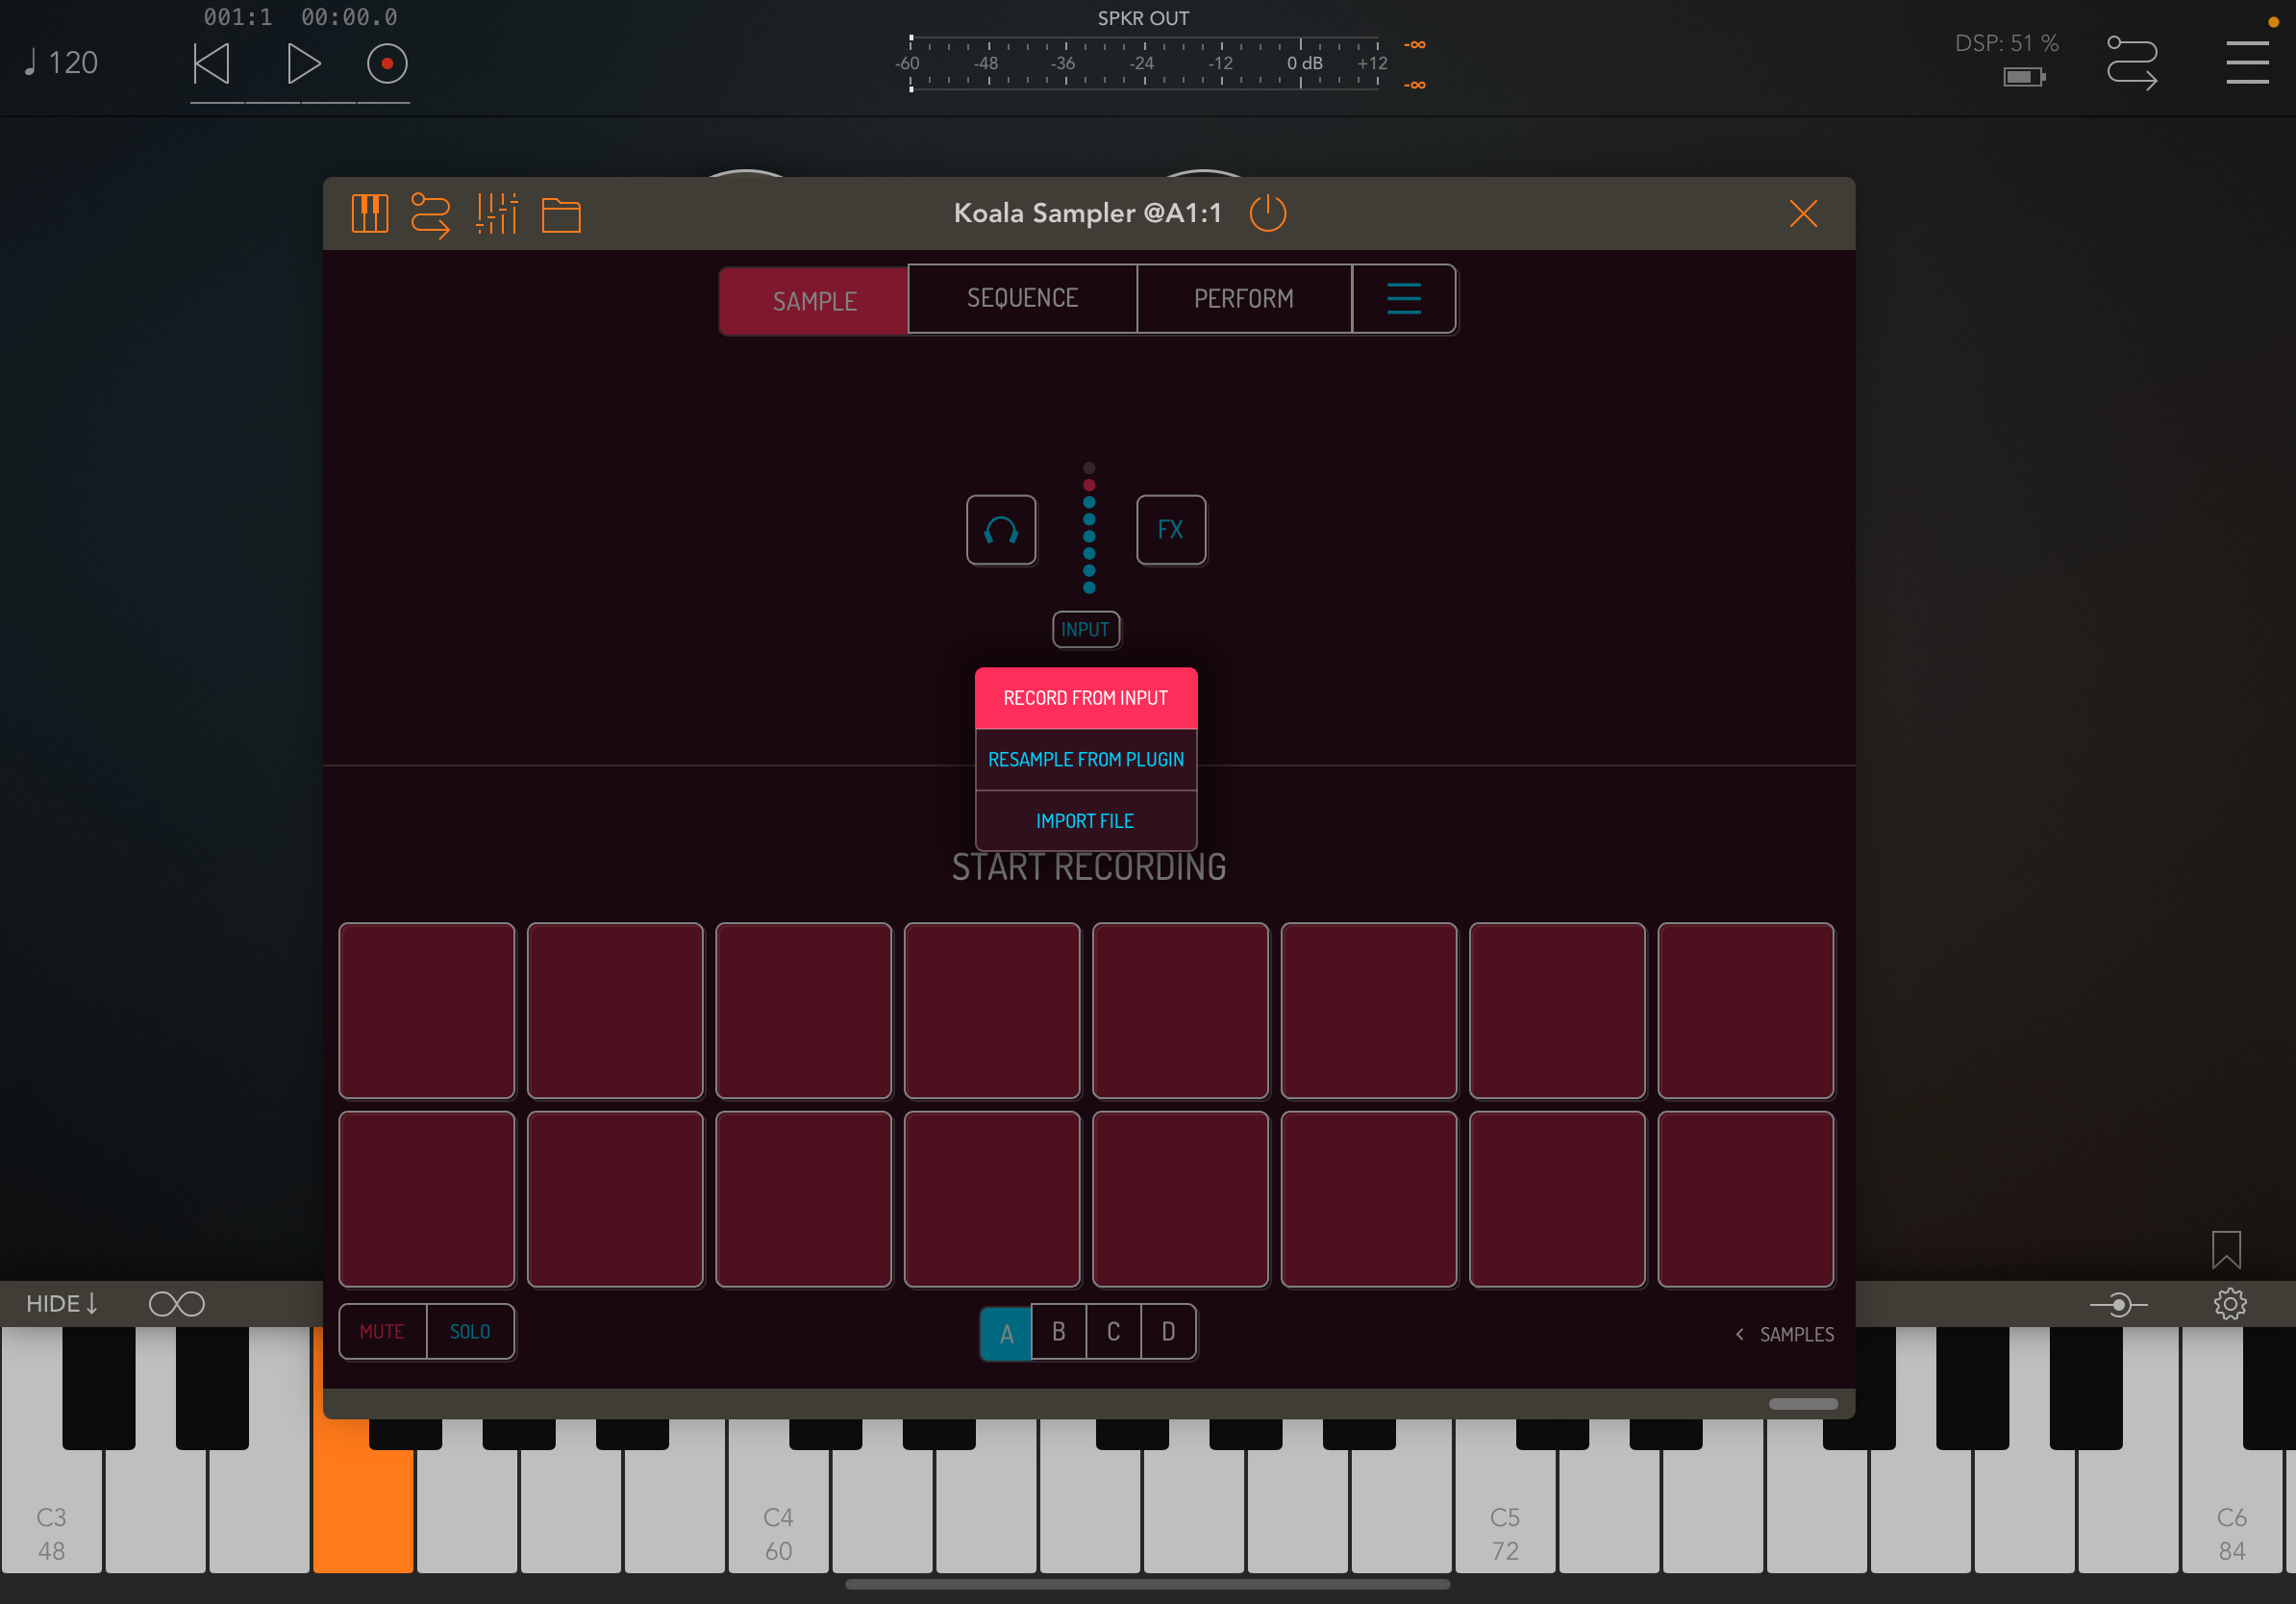 001:1 00:00.0
SPKR OUT
120
-60 -48 -36 -24 -12 0 dB +12
-∞
-∞
DSP: 51 %
Koala Sampler @A1:1
SAMPLE SEQUENCE PERFORM
FX
INPUT
RECORD FROM INPUT
RESAMPLE FROM PLUGIN
IMPORT FILE
START RECORDING
HIDE↓
MUTE SOLO
A B C D
< SAMPLES
C3 C4 C5 C6
48 60 72 84